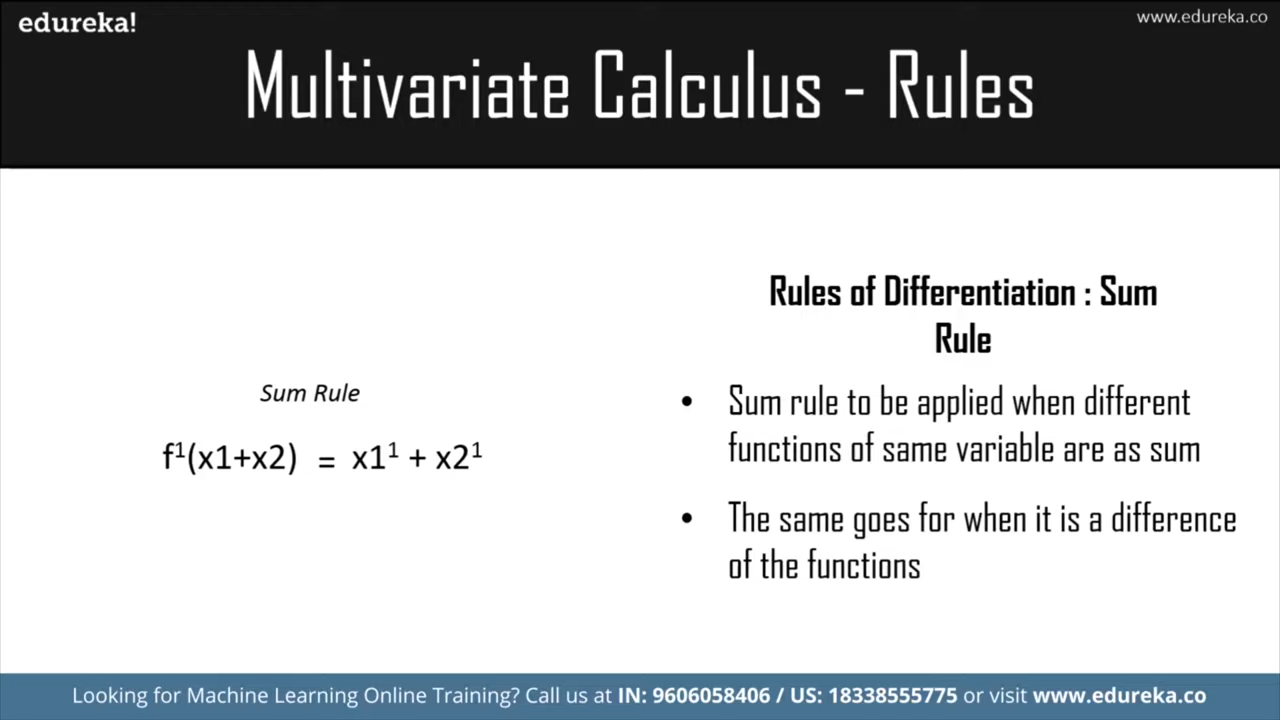 edureka!
www.edureka.co
Multivariate Calculus - Rules
Rules of Differentiation : Sum
Rule
Sum Rule
f¹(x1+x2) = x1¹ + x2¹
• Sum rule to be applied when different
functions of same variable are as sum
• The same goes for when it is a difference
of the functions
Looking for Machine Learning Online Training? Call us at IN: 9606058406 / US: 18338555775 or visit www.edureka.co